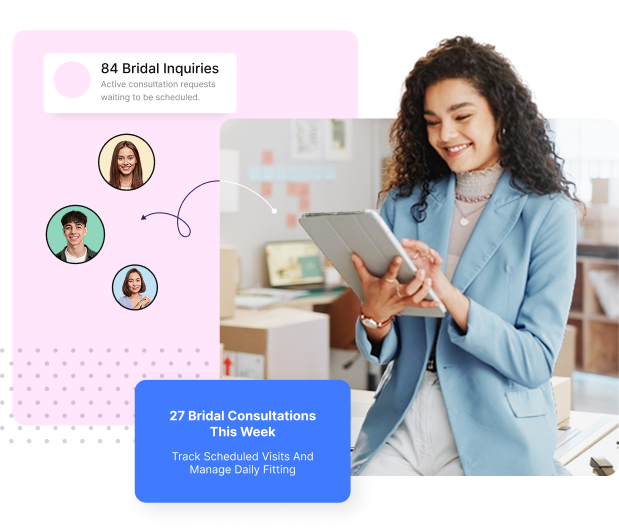 84 Bridal Inquiries
Active consultation requests
waiting to be scheduled.
27 Bridal Consultations
This Week
Track Scheduled Visits And
Manage Daily Fitting